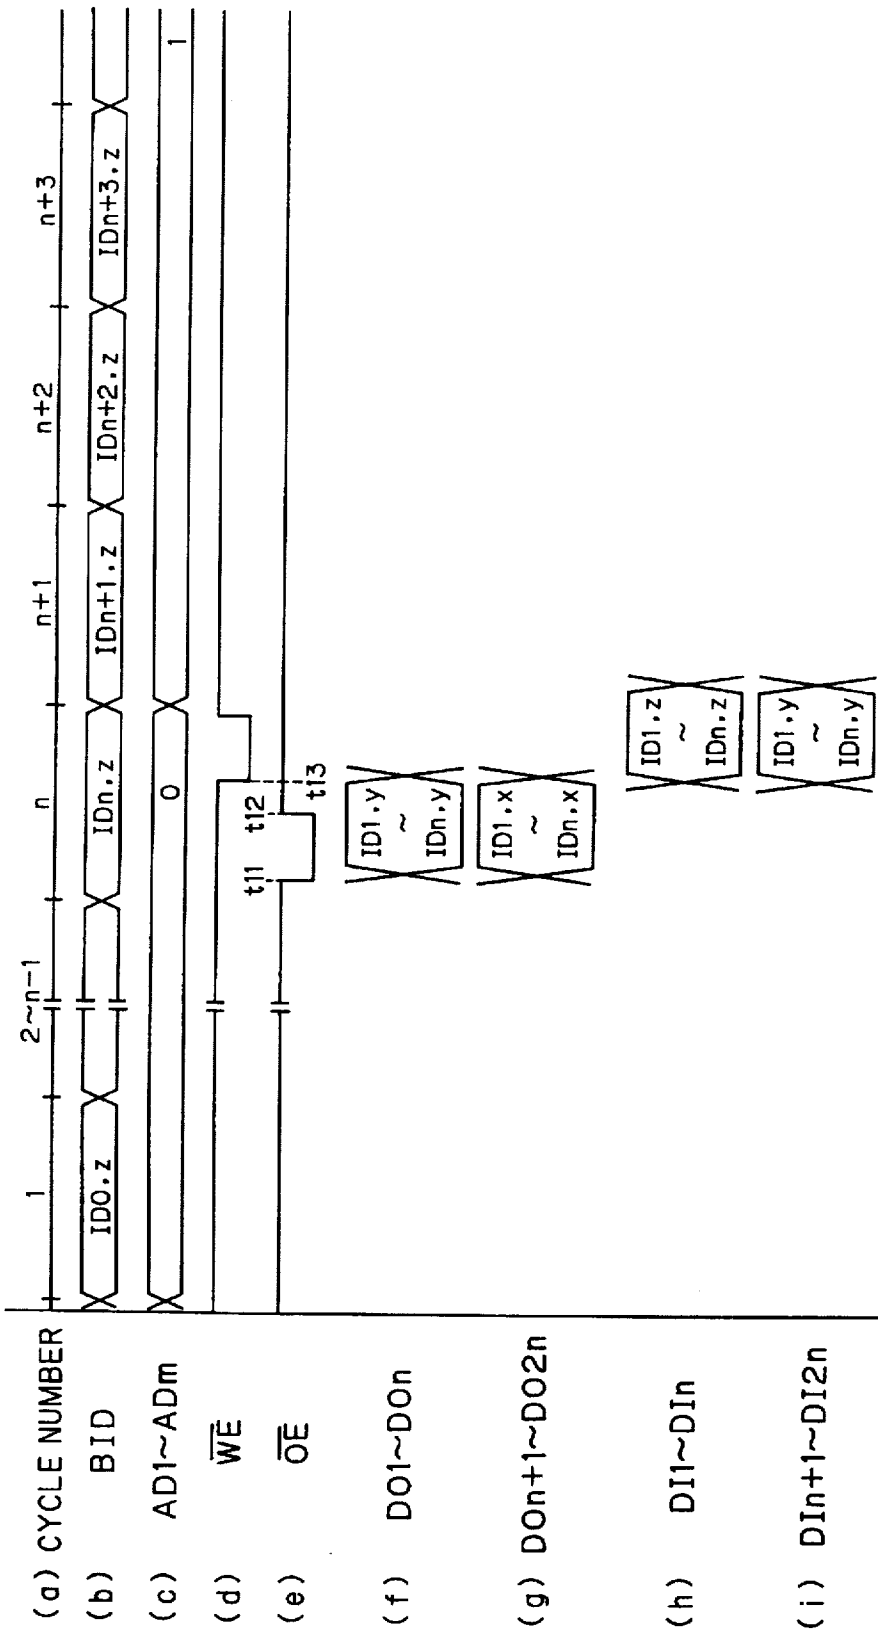 (a) CYCLE NUMBER 1 2~n-1 n n+1 n+2 n+3
(b) BID ID0.z IDn.z IDn+1.z IDn+2.z IDn+3.z
(c) AD1~ADm 0 1
(d) W̅E̅
t11 t12
(e) O̅E̅
t13
(f) DO1~DOn ID1.y
~
IDn.y
(g) DOn+1~DO2n ID1.x
~
IDn.x
(h) DI1~DIn ID1.z
~
IDn.z
(i) DIn+1~DI2n ID1.y
~
IDn.y